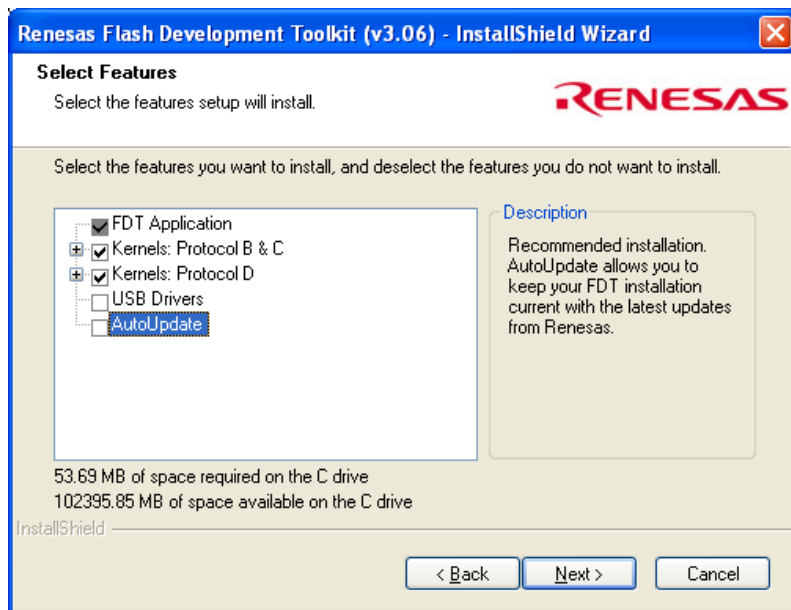 Renesas Flash Development Toolkit (v3.06) - InstallShield Wizard
Select Features
Select the features setup will install.
RENESAS
Select the features you want to install, and deselect the features you do not want to install.
FDT Application
Kernels: Protocol B & C
Kernels: Protocol D
USB Drivers
AutoUpdate
Description
Recommended installation.
AutoUpdate allows you to
keep your FDT installation
current with the latest updates
from Renesas.
53.69 MB of space required on the C drive
102395.85 MB of space available on the C drive
InstallShield
< Back
Next >
Cancel